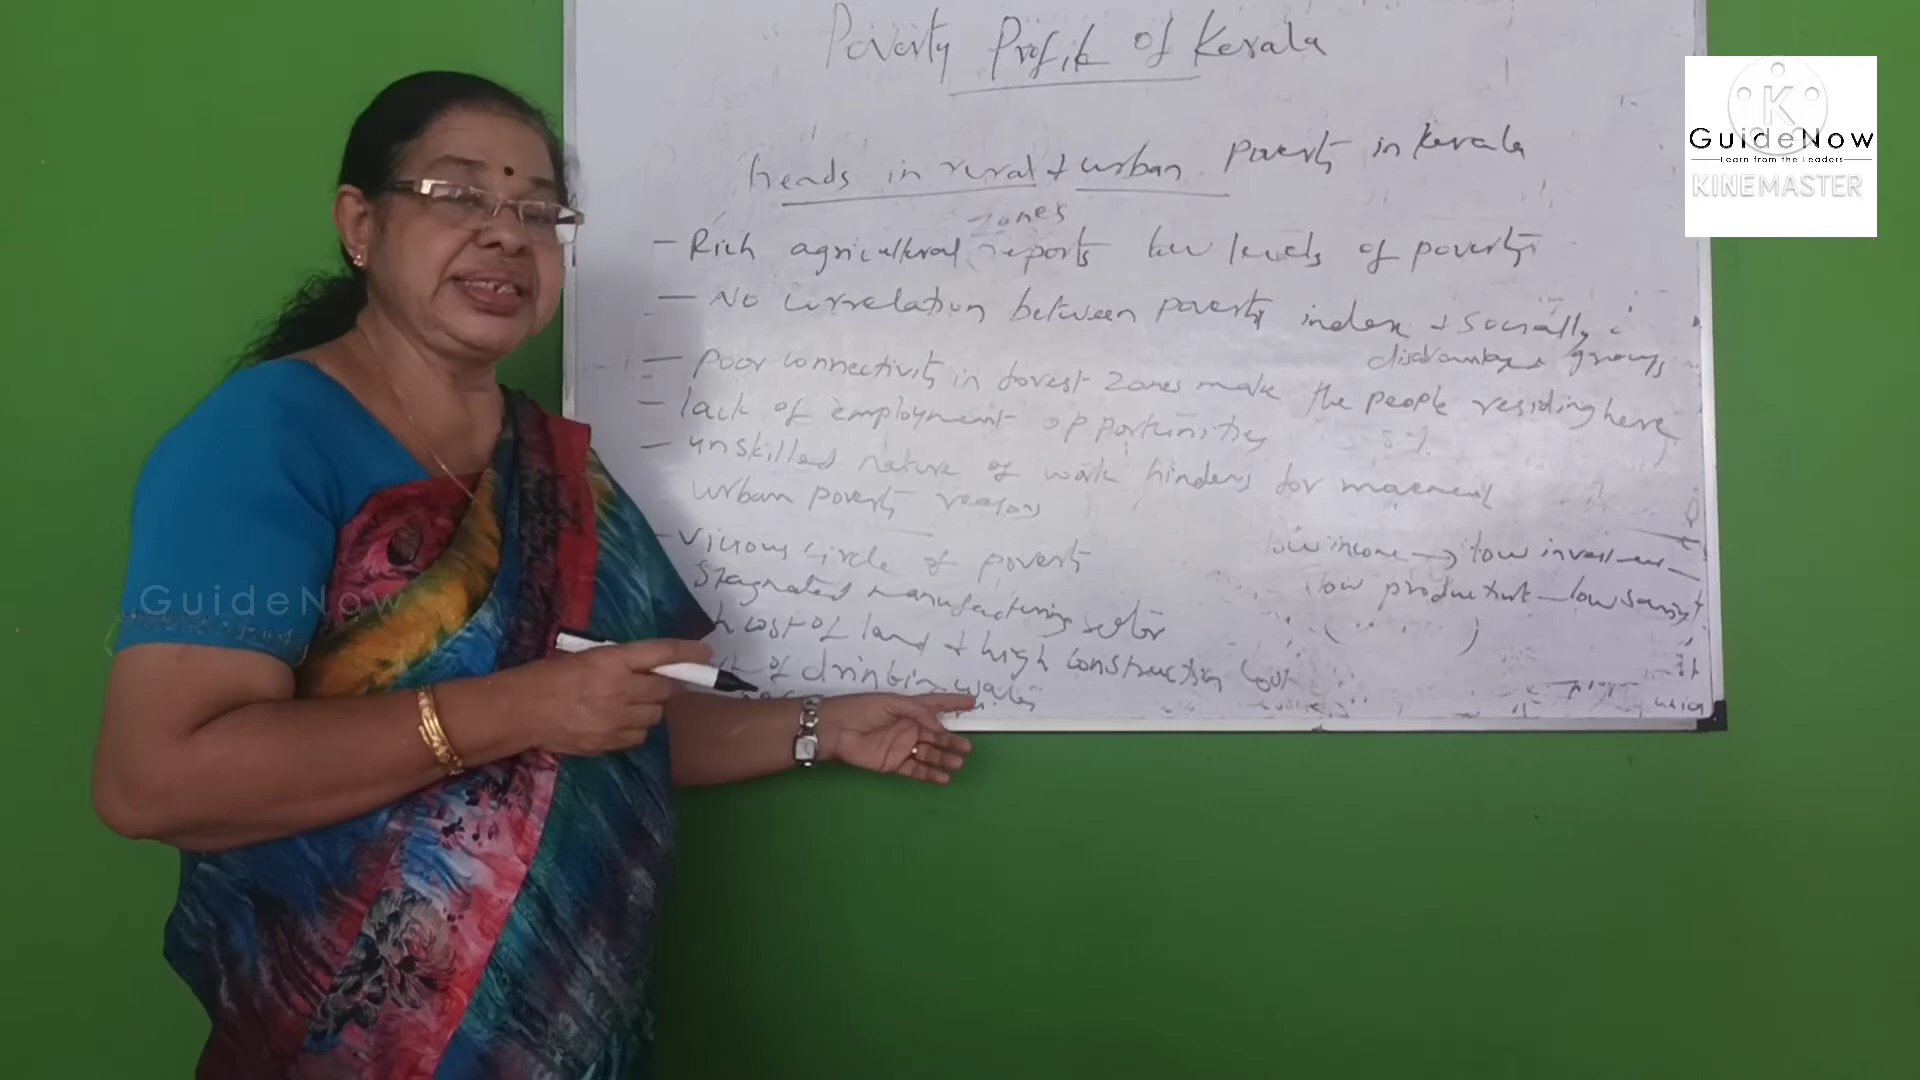 Poverty Profile of Kerala
K
GuideNow
Learn from the Leaders
KINEMASTER
trends in rural + urban Poverty in Kerala
zones
- Rich agricultural reports low levels of poverty
- No correlation between poverty index + Socially
disadvantage groups
- Poor connectivity in forest zones make the people residing here
- lack of employment opportunities
- unskilled nature of work hinders for
urban poverty reasons
- Vicious circle of poverty
low income → low investment
Stagnated manufacturing sector
low productivit - low saving
cost of land + high construction cost
of drinking water
GuideNow